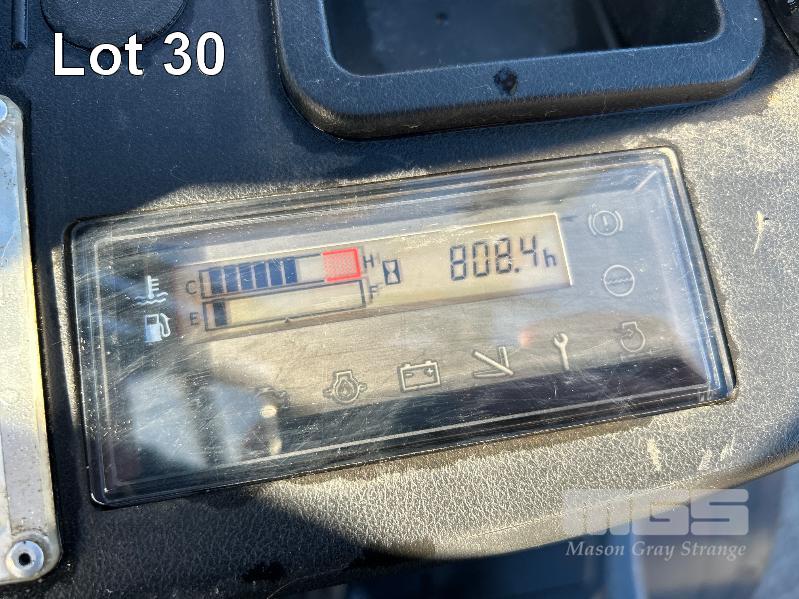 Lot 30
C H 808.4h
E F
MGS
Mason Gray Strange